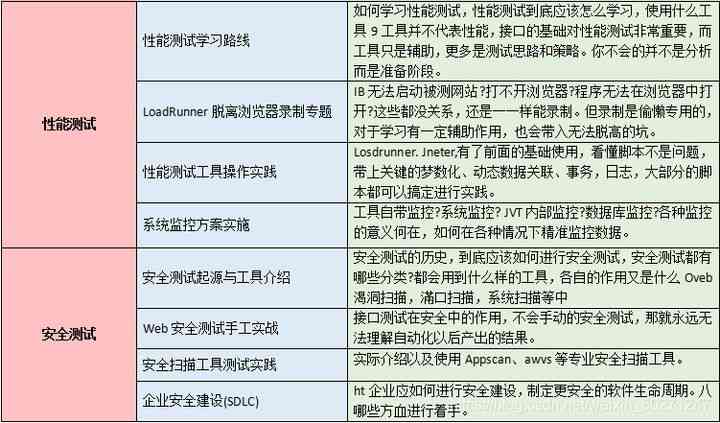 性能测试
性能测试学习路线
如何学习性能测试，性能测试到底应该怎么学习，使用什么工
具 9 工具并不代表性能，接口的基础对性能测试非常重要，而
工具只是辅助，更多是测试思路和策略。你不会的并不是分析
而是准备阶段。
LoadRunner 脱离浏览器录制专题
IB 无法启动被测网站?打不开浏览器?程序无法在浏览器中打
开?这些都没关系，还是一一样能录制。但录制是偷懒专用的，
对于学习有一定辅助作用，也会带入无法脱高的坑。
性能测试工具操作实践
Losdrunner. Jneter,有了前面的基础使用，看懂脚本不是问题，
带上关键的梦数化、动态数据关联、事务，日志，大部分的脚
本都可以搞定进行实践。
系统监控方案实施
工具自带监控?系统监控? JVT 内部监控?数据库监控?各种监控
的意义何在，如何在各种情况下精准监控数据。
安全测试
安全测试起源与工具介绍
安全测试的历史，到底应该如何进行安全测试，安全测试都有
哪些分类?都会用到什么样的工具，各自的作用又是什么 Oveb
渴洞扫描，滿口扫描，系统扫描等中
Web 安全测试手工实战
接口测试在安全中的作用，不会手动的安全测试，那就永远无
法理解自动化以后产出的结果。
安全扫描工具测试实践
实际介绍以及使用 Appscan、awvs 等专业安全扫描工具。
企业安全建设(SDLC)
ht 企业应如何进行安全建设，制定更安全的软件生命周期。八
哪些方血进行着手。